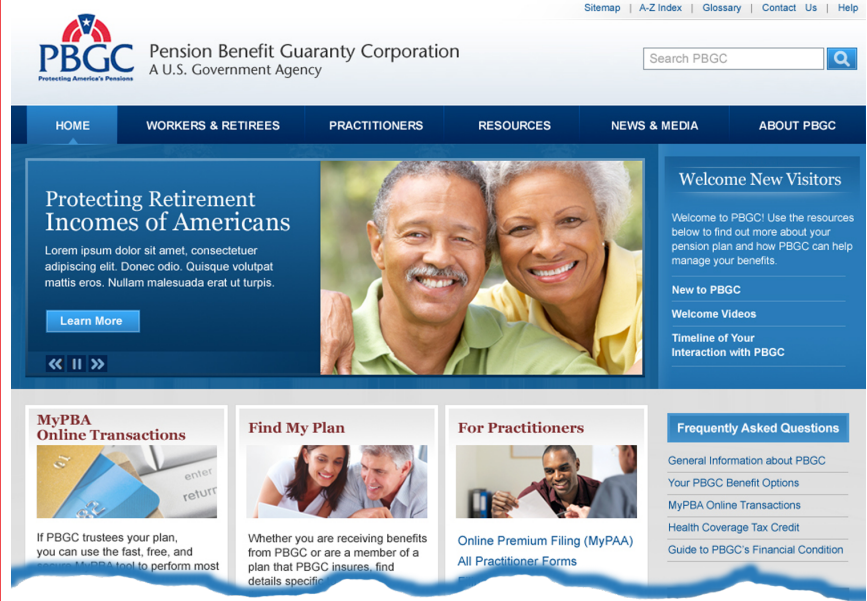 Sitemap | A-Z Index | Glossary | Contact Us | Help
PBGC
Protecting America's Pensions
Pension Benefit Guaranty Corporation
A U.S. Government Agency
Search PBGC
HOME WORKERS & RETIREES PRACTITIONERS RESOURCES NEWS & MEDIA ABOUT PBGC
Protecting Retirement
Incomes of Americans
Lorem ipsum dolor sit amet, consectetuer
adipiscing elit. Donec odio. Quisque volutpat
mattis eros. Nullam malesuada erat ut turpis.
Learn More
Welcome New Visitors
Welcome to PBGC! Use the resources
below to find out more about your
pension plan and how PBGC can help
manage your benefits.
New to PBGC
Welcome Videos
Timeline of Your
Interaction with PBGC
MyPBA
Online Transactions
enter
return
If PBGC trustees your plan,
you can use the fast, free, and
secure MyPBA tool to perform most
Find My Plan
Whether you are receiving benefits
from PBGC or are a member of a
plan that PBGC insures, find
details specific
For Practitioners
Online Premium Filing (MyPAA)
All Practitioner Forms
Frequently Asked Questions
General Information about PBGC
Your PBGC Benefit Options
MyPBA Online Transactions
Health Coverage Tax Credit
Guide to PBGC's Financial Condition